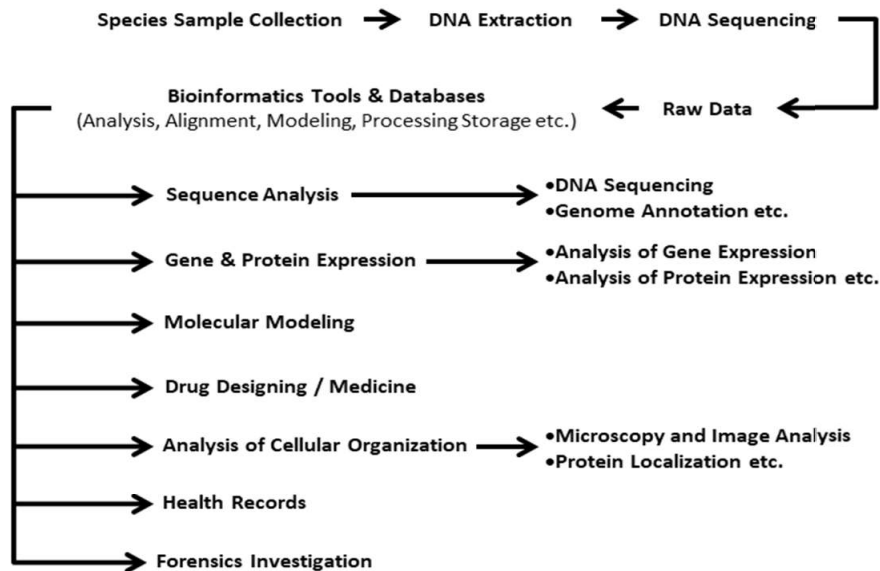 Species Sample Collection
DNA Extraction
DNA Sequencing
Bioinformatics Tools & Databases
(Analysis, Alignment, Modeling, Processing Storage etc.)
Raw Data
Sequence Analysis
•DNA Sequencing
•Genome Annotation etc.
Gene & Protein Expression
•Analysis of Gene Expression
•Analysis of Protein Expression etc.
Molecular Modeling
Drug Designing / Medicine
Analysis of Cellular Organization
•Microscopy and Image Analysis
•Protein Localization etc.
Health Records
Forensics Investigation